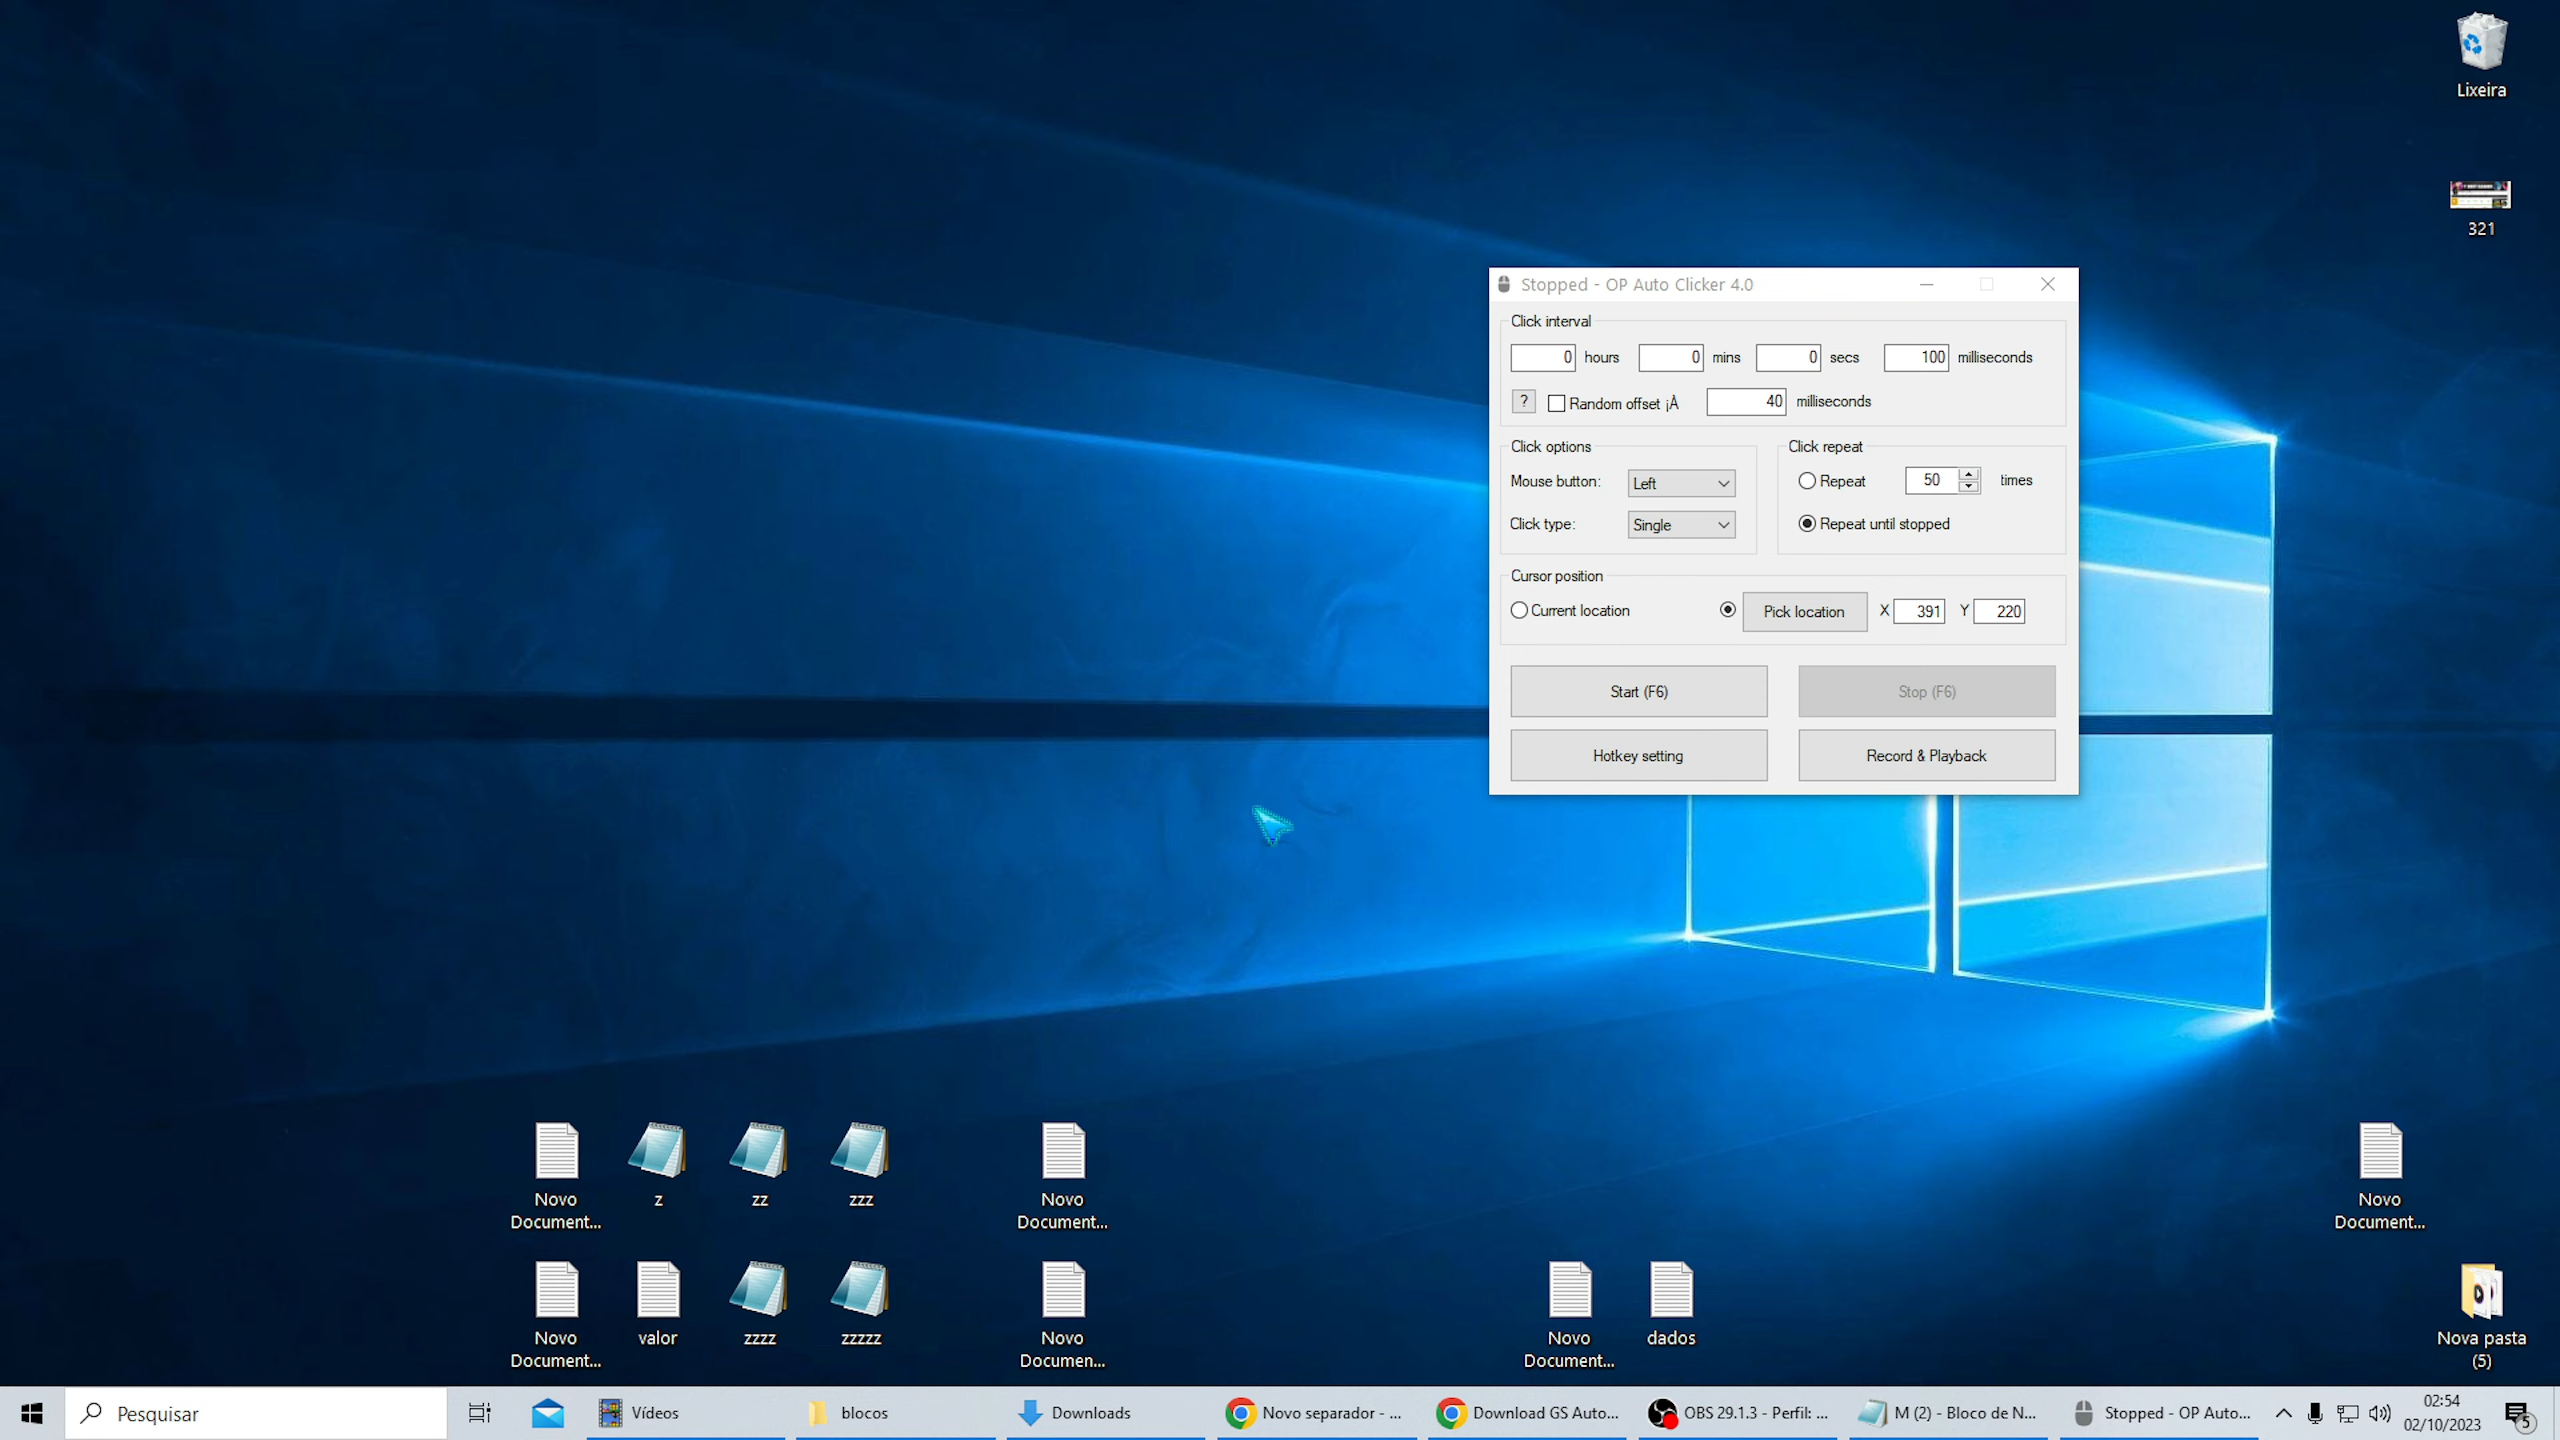 Lixeira
321
Stopped - OP Auto Clicker 4.0
Click interval
0 hours 0 mins 0 secs 100 milliseconds
? Random offset ¡À 40 milliseconds
Click options
Mouse button: Left
Click type: Single
Click repeat
Repeat 50 times
Repeat until stopped
Cursor position
Current location Pick location X 391 Y 220
Start (F6) Stop (F6)
Hotkey setting Record & Playback
Novo
Document...
z
zz
zzz
Novo
Document...
Novo
Document...
Novo
Document...
valor
zzzz
zzzzz
Novo
Documen...
Novo
Document...
dados
Nova pasta
(5)
Pesquisar
Vídeos
blocos
Downloads
Novo separador - ...
Download GS Auto...
OBS 29.1.3 - Perfil: ...
M (2) - Bloco de N...
Stopped - OP Auto...
02:54
02/10/2023
5